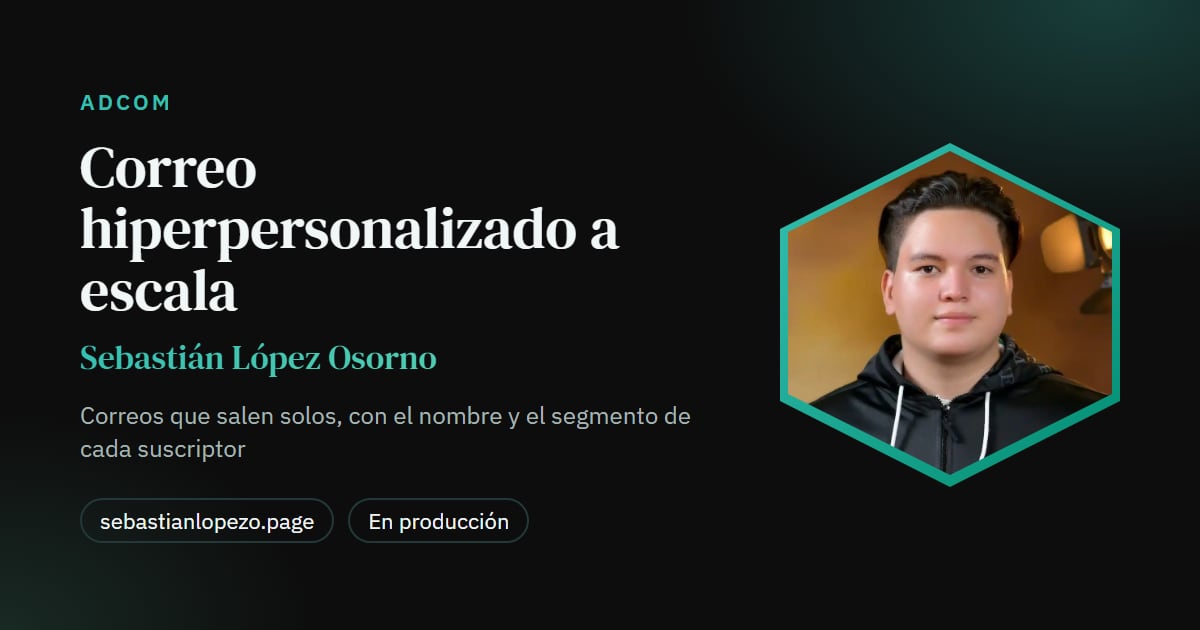 ADCOM
Correo
hiperpersonalizado a
escala
Sebastián López Osorno
Correos que salen solos, con el nombre y el segmento de
cada suscriptor
sebastianlopezo.page
En producción